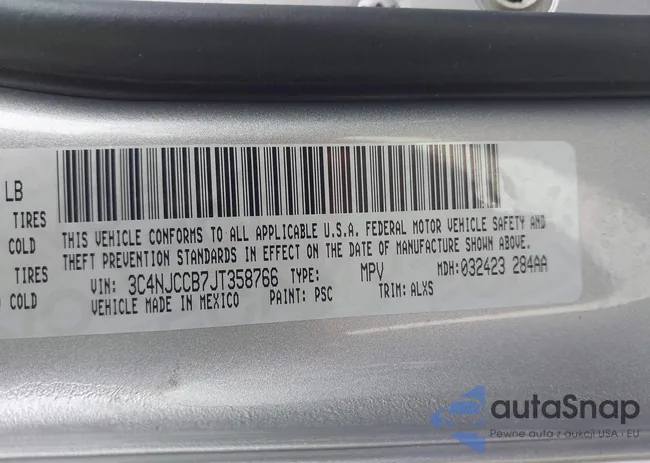 LB
TIRES
COLD
TIRES
COLD
THIS VEHICLE CONFORMS TO ALL APPLICABLE U.S.A. FEDERAL MOTOR VEHICLE SAFETY AND
THEFT PREVENTION STANDARDS IN EFFECT ON THE DATE OF MANUFACTURE SHOWN ABOVE.
VIN: 3C4NJCCB7JT358766 TYPE: MPV MDH:032423 284AA
VEHICLE MADE IN MEXICO PAINT: PSC TRIM: ALXS
autaSnap
Pewne auta z aukcji USA i EU